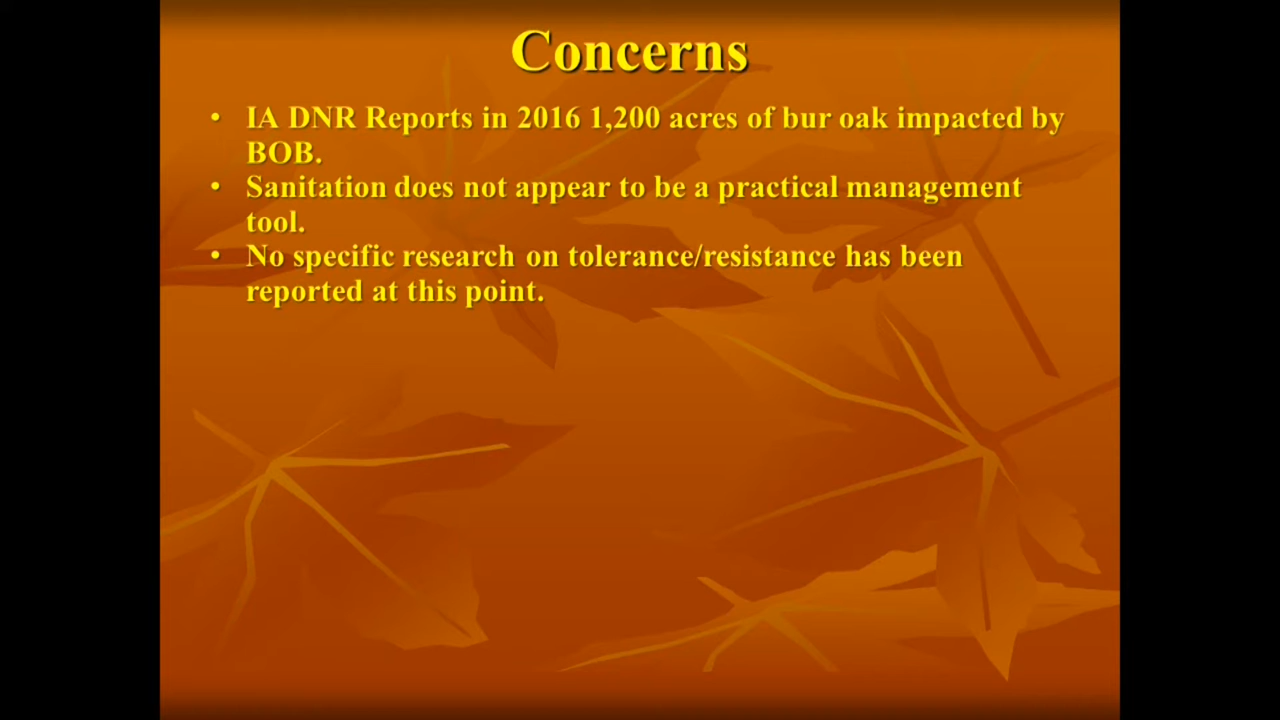 Concerns
• IA DNR Reports in 2016 1,200 acres of bur oak impacted by
BOB.
• Sanitation does not appear to be a practical management
tool.
• No specific research on tolerance/resistance has been
reported at this point.